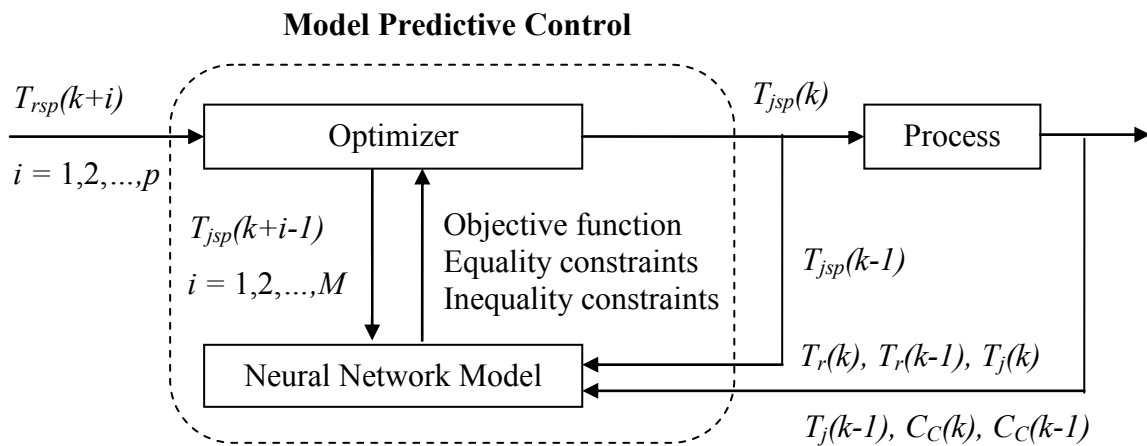 Model Predictive Control
T_rsp(k+i)
i = 1,2,...,p
Optimizer
T_jsp(k)
Process
T_jsp(k+i-1)
i = 1,2,...,M
Objective function
Equality constraints
Inequality constraints
T_jsp(k-1)
Neural Network Model
T_r(k), T_r(k-1), T_j(k)
T_j(k-1), C_C(k), C_C(k-1)